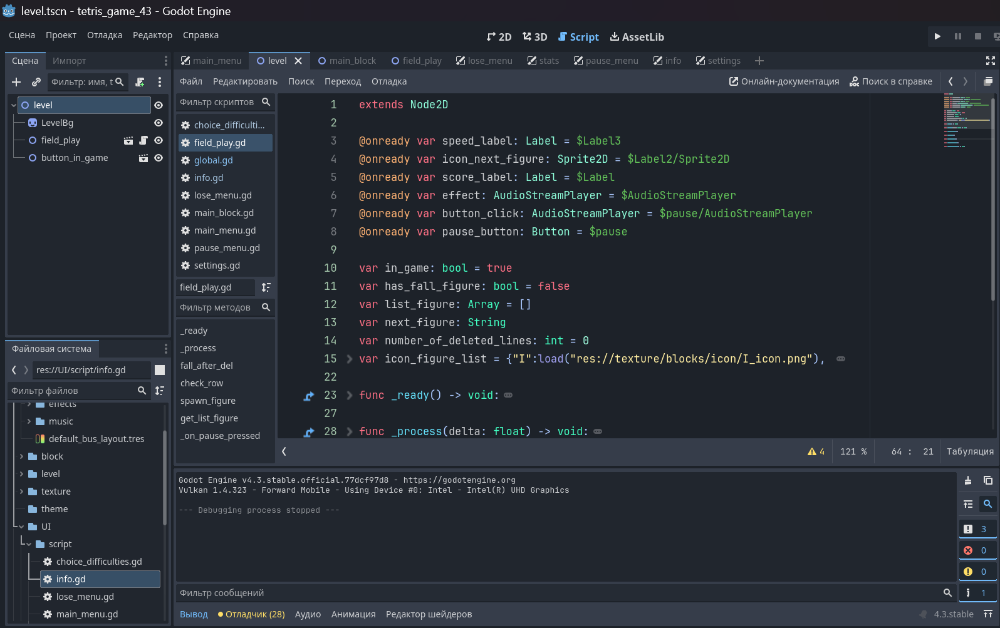 level.tscn - tetris_game_43 - Godot Engine
Сцена Проект Отладка Редактор Справка
2D 3D Script AssetLib
Сцена Импорт
main_menu level main_block field_play lose_menu stats pause_menu info settings
Фильтр: имя, t
level
LevelBg
field_play
button_in_game
Файловая система
res://UI/script/info.gd
Фильтр файлов
effects
music
default_bus_layout.tres
block
level
texture
theme
UI
script
choice_difficulties.gd
info.gd
lose_menu.gd
main_menu.gd
Файл Редактировать Поиск Переход Отладка
Онлайн-документация Поиск в справке
Фильтр скриптов
choice_difficulti...
field_play.gd
global.gd
info.gd
lose_menu.gd
main_block.gd
main_menu.gd
pause_menu.gd
settings.gd
field_play.gd
Фильтр методов
_ready
_process
fall_after_del
check_row
spawn_figure
get_list_figure
_on_pause_pressed
1 extends Node2D
2
3 @onready var speed_label: Label = $Label3
4 @onready var icon_next_figure: Sprite2D = $Label2/Sprite2D
5 @onready var score_label: Label = $Label
6 @onready var effect: AudioStreamPlayer = $AudioStreamPlayer
7 @onready var button_click: AudioStreamPlayer = $pause/AudioStreamPlayer
8 @onready var pause_button: Button = $pause
9
10 var in_game: bool = true
11 var has_fall_figure: bool = false
12 var list_figure: Array = []
13 var next_figure: String
14 var number_of_deleted_lines: int = 0
15 var icon_figure_list = {"I":load("res://texture/blocks/icon/I_icon.png"),
22
23 func _ready() -> void:
27
28 func _process(delta: float) -> void:
4 121 % 64 : 21 Табуляция
Godot Engine v4.3.stable.official.77dcf97d8 - https://godotengine.org
Vulkan 1.4.323 - Forward Mobile - Using Device #0: Intel - Intel(R) UHD Graphics
--- Debugging process stopped ---
3
0
0
1
Фильтр сообщений
Вывод Отладчик (28) Аудио Анимация Редактор шейдеров
4.3.stable